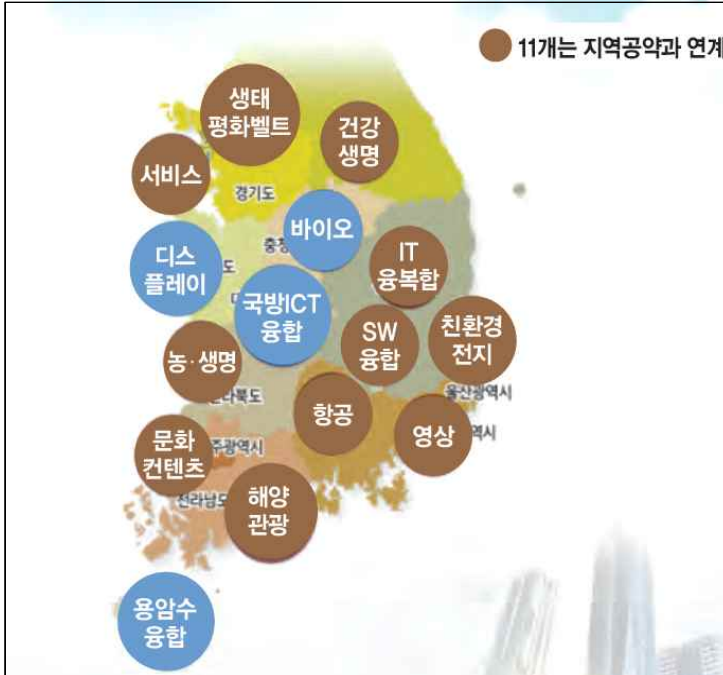 11개는 지역공약과 연계
생태
평화벨트
건강
생명
서비스
경기도
바이오
디스
플레이
IT
융복합
국방ICT
융합
SW
융합
친환경
전지
농·생명
울산광역시
항공
영상
문화
컨텐츠
주광역시
전라남도
해양
관광
용암수
융합